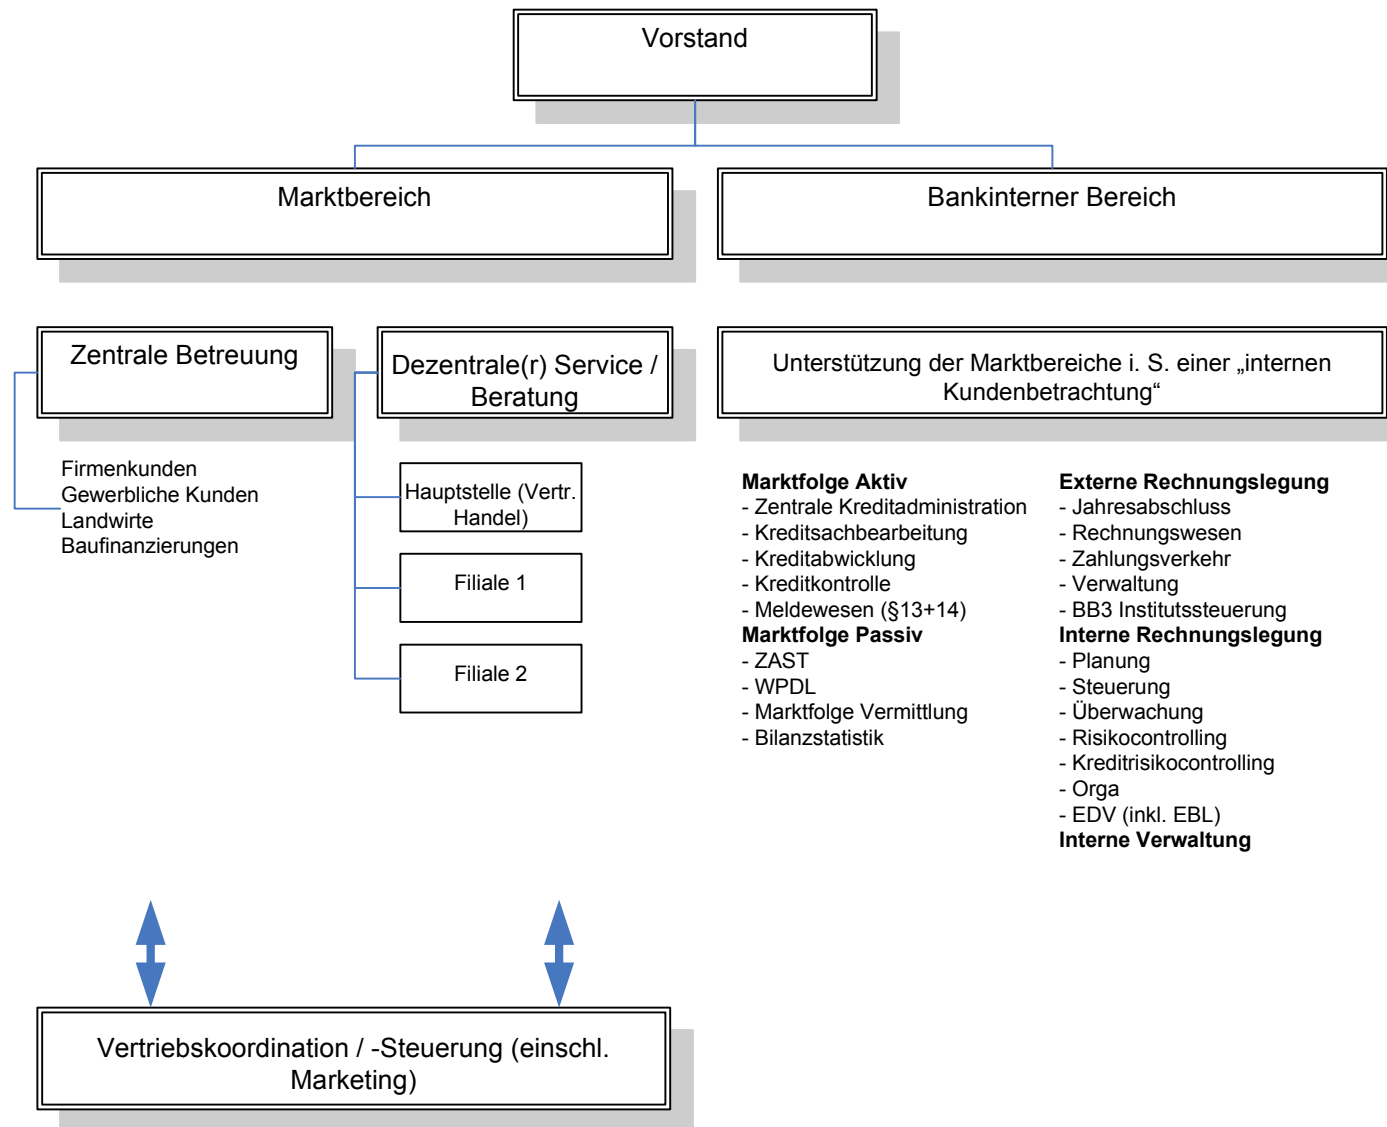 Vorstand
Marktbereich
Bankinterner Bereich
Zentrale Betreuung
Dezentrale(r) Service /
Beratung
Unterstützung der Marktbereiche i. S. einer „internen
Kundenbetrachtung“
Firmenkunden
Gewerbliche Kunden
Landwirte
Baufinanzierungen
Hauptstelle (Vertr.
Handel)
Filiale 1
Filiale 2
Marktfolge Aktiv
- Zentrale Kreditadministration
- Kreditsachbearbeitung
- Kreditabwicklung
- Kreditkontrolle
- Meldewesen (§13+14)
Marktfolge Passiv
- ZAST
- WPDL
- Marktfolge Vermittlung
- Bilanzstatistik
Externe Rechnungslegung
- Jahresabschluss
- Rechnungswesen
- Zahlungsverkehr
- Verwaltung
- BB3 Institutssteuerung
Interne Rechnungslegung
- Planung
- Steuerung
- Überwachung
- Risikocontrolling
- Kreditrisikocontrolling
- Orga
- EDV (inkl. EBL)
Interne Verwaltung
Vertriebskoordination / -Steuerung (einschl.
Marketing)